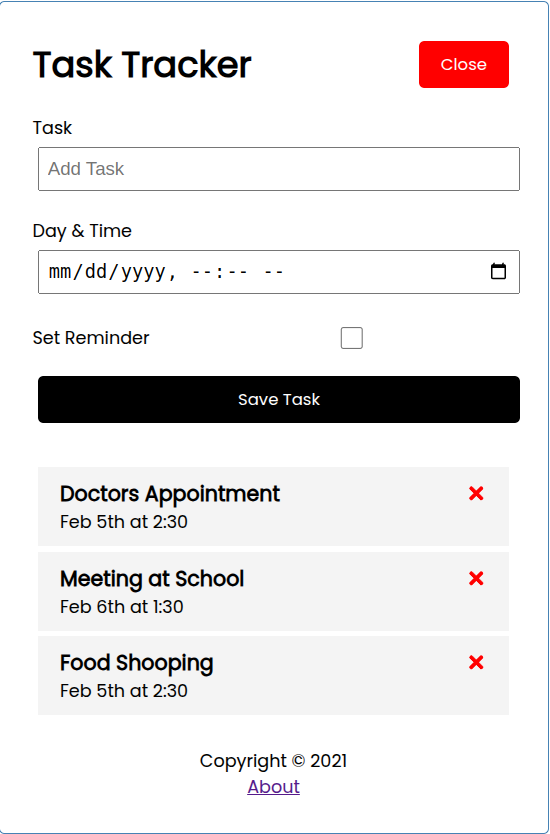 Task Tracker
Close
Task
Add Task
Day & Time
mm/dd/yyyy, --:-- --
Set Reminder
Save Task
Doctors Appointment
Feb 5th at 2:30
Meeting at School
Feb 6th at 1:30
Food Shooping
Feb 5th at 2:30
Copyright © 2021
About